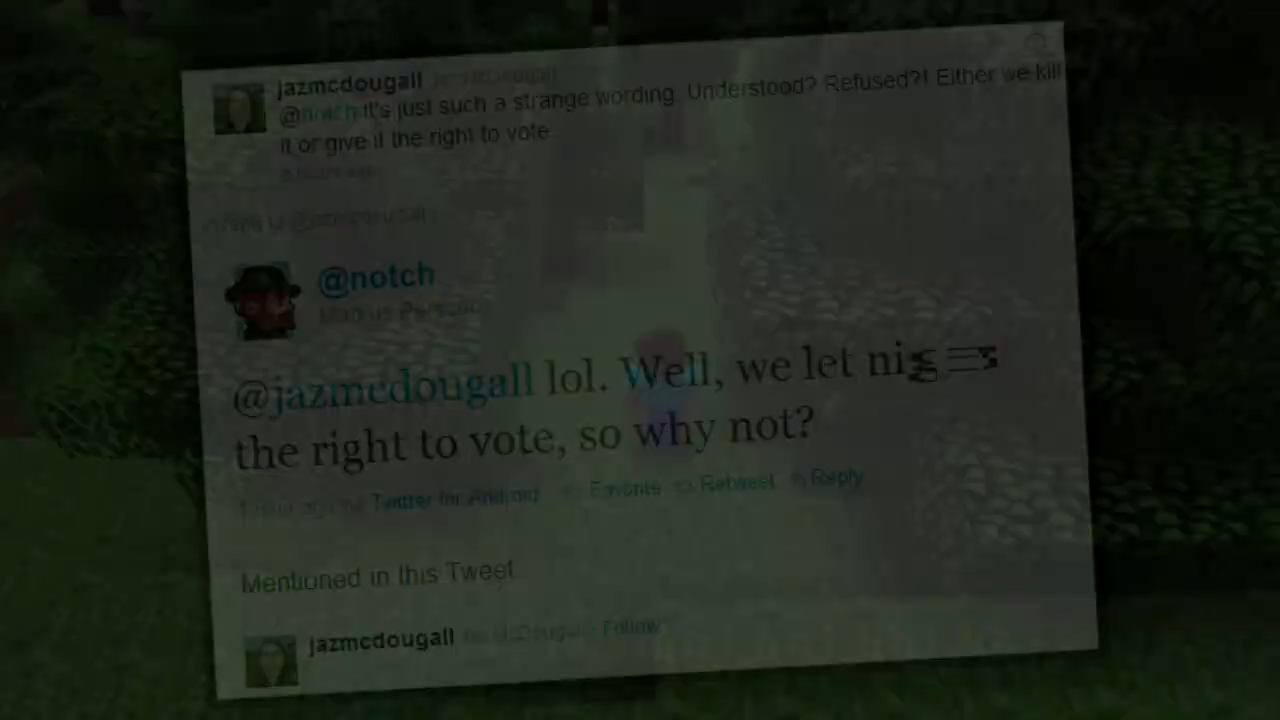 jazmcdougall
@notch It's just such a strange wording. Understood? Refused?! Either we kill
it or give it the right to vote
@notch
@jazmcdougall lol. Well, we let ni
the right to vote, so why not?
Twitter for Android Favorite Retweet Reply
Mentioned in this Tweet
jazmcdougall Follow